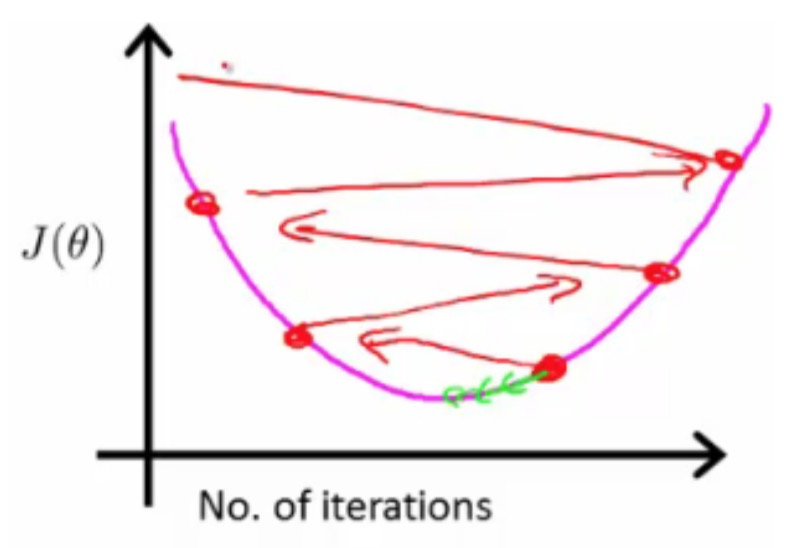 J(θ)
No. of iterations